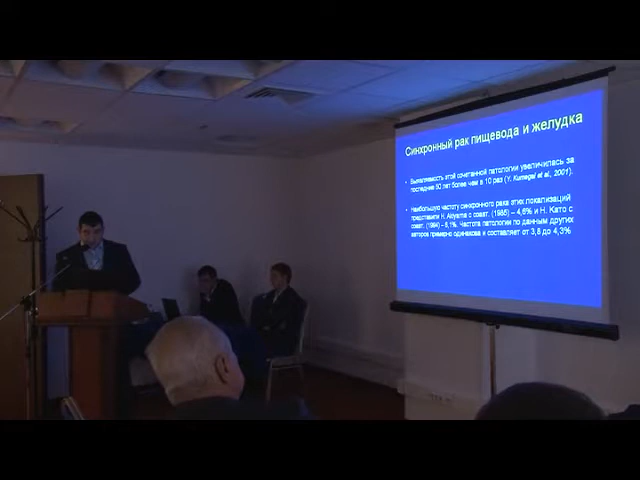 Синхронный рак пищевода и желудка
Выявляемость этой сочетанной патологии увеличилась за
последние 50 лет более чем в 10 раз (Y. Kumagai et al., 2001).
Наибольшую частоту синхронного рака этих локализаций
представили H. Akiyama с соавт. (1986) – 4,6% и H. Като с
соавт. (1994) - 6,1%. Частота патологии по данным других
авторов примерно одинакова и составляет от 3,8 до 4,3%